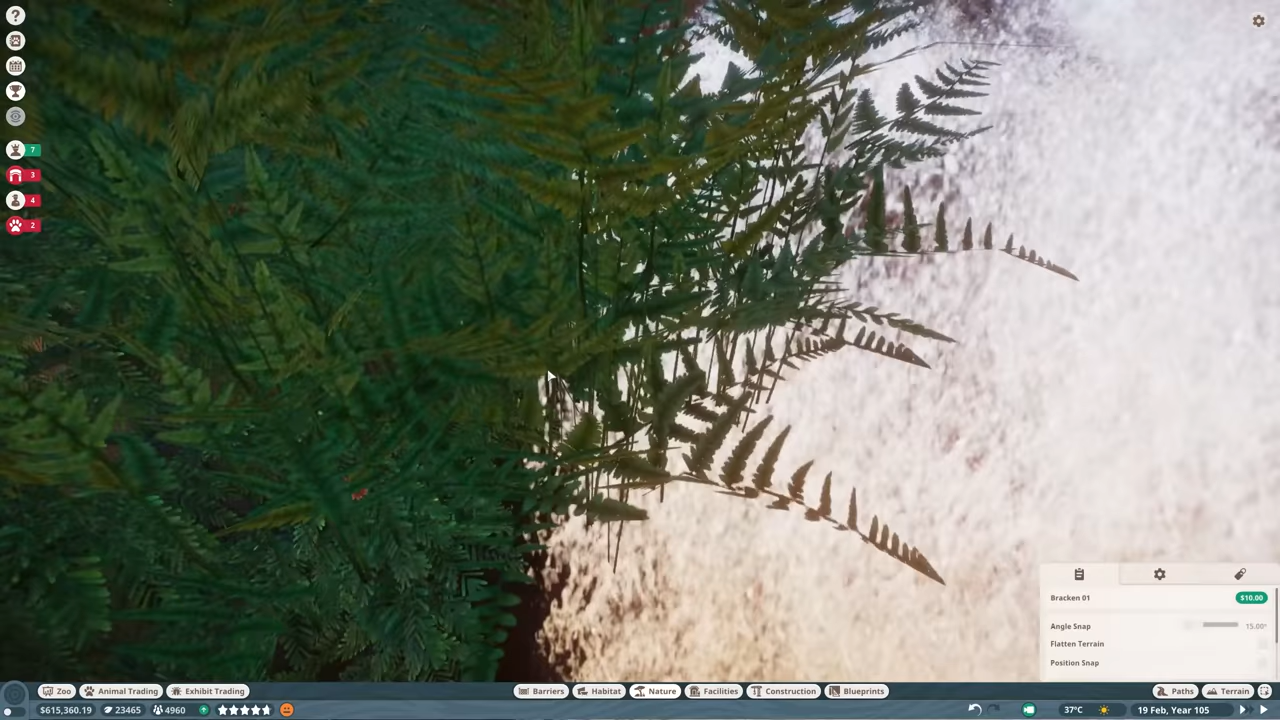 ?
7
3
4
2
Bracken 01 $10.00
Angle Snap 15.00°
Flatten Terrain
Position Snap
Zoo Animal Trading Exhibit Trading Barriers Habitat Nature Facilities Construction Blueprints Paths Terrain
$615,360.19 23465 4960 37°C 19 Feb, Year 105